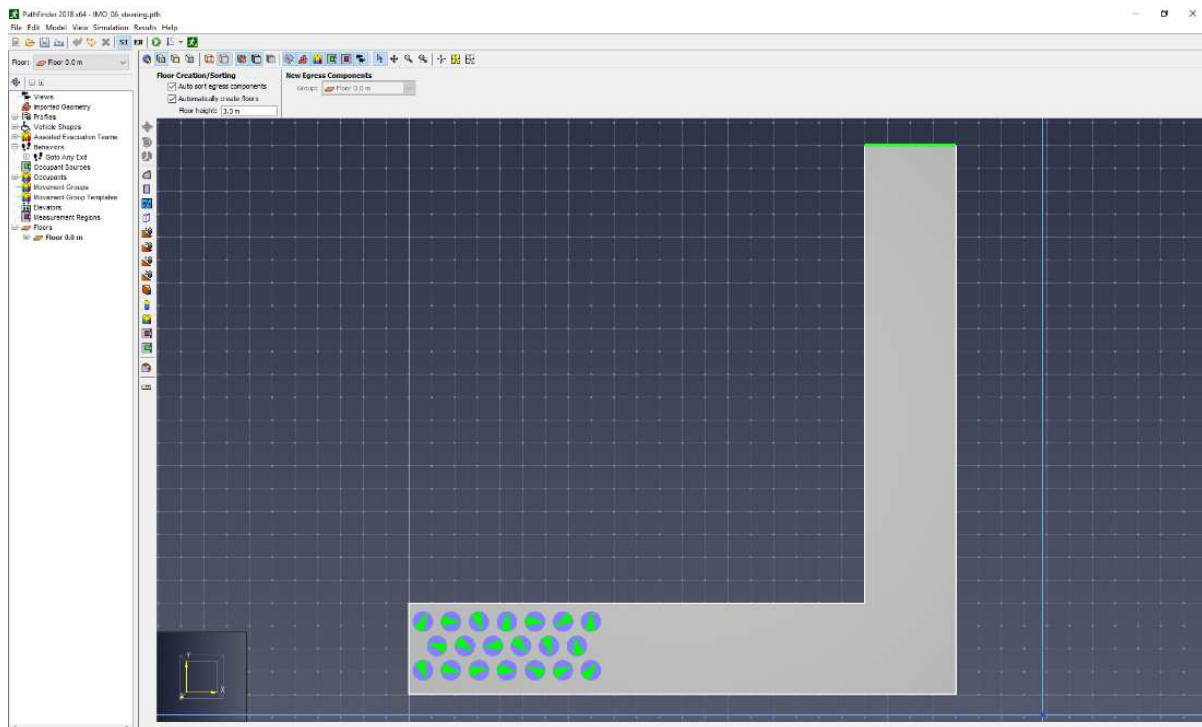 Pathfinder 2018 x64 - IMO_06_steering.pth
File Edit Model View Simulation Results Help
Floor: Floor 0.0 m
Views
Imported Geometry
Profiles
Vehicle Shapes
Assisted Evacuation Teams
Behaviors
Goto Any Exit
Occupant Sources
Occupants
Movement Groups
Movement Group Templates
Elevators
Measurement Regions
Floors
Floor 0.0 m
Floor Creation/Sorting
Auto sort egress components
Automatically create floors
Floor height: 3.0 m
New Egress Components
Group: Floor 0.0 m
Y
X